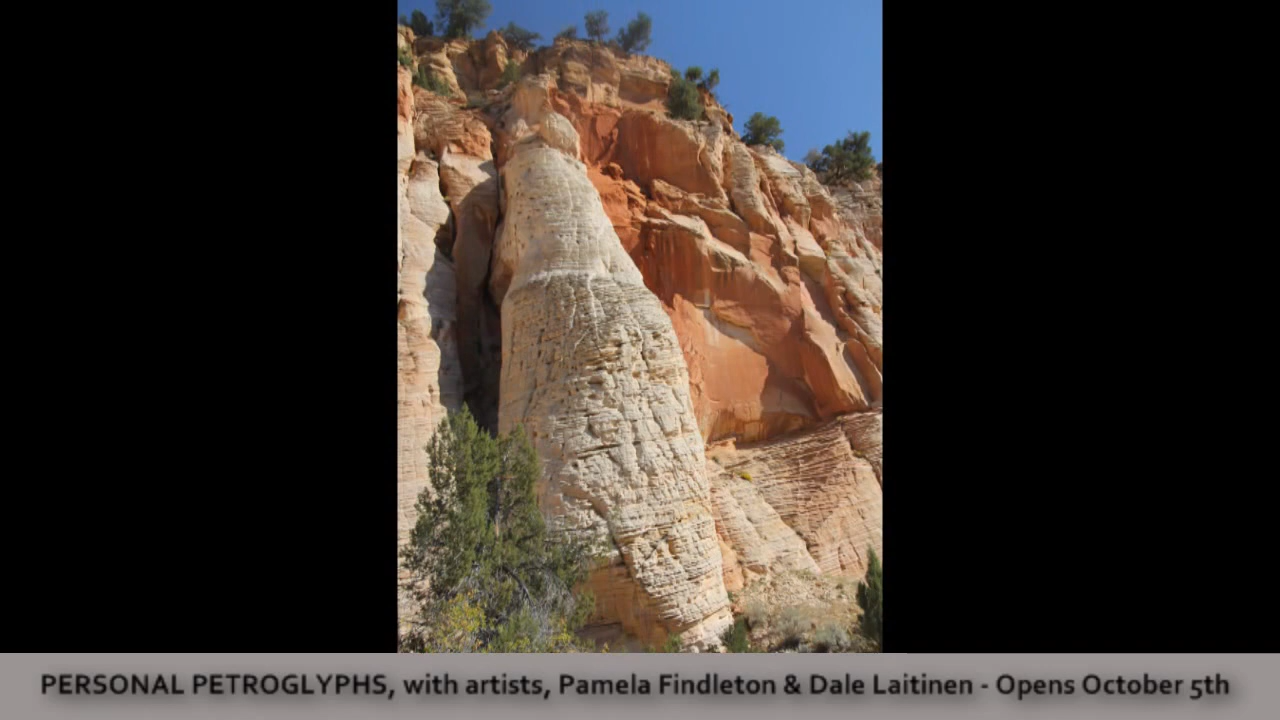 PERSONAL PETROGLYPHS, with artists, Pamela Findleton & Dale Laitinen - Opens October 5th